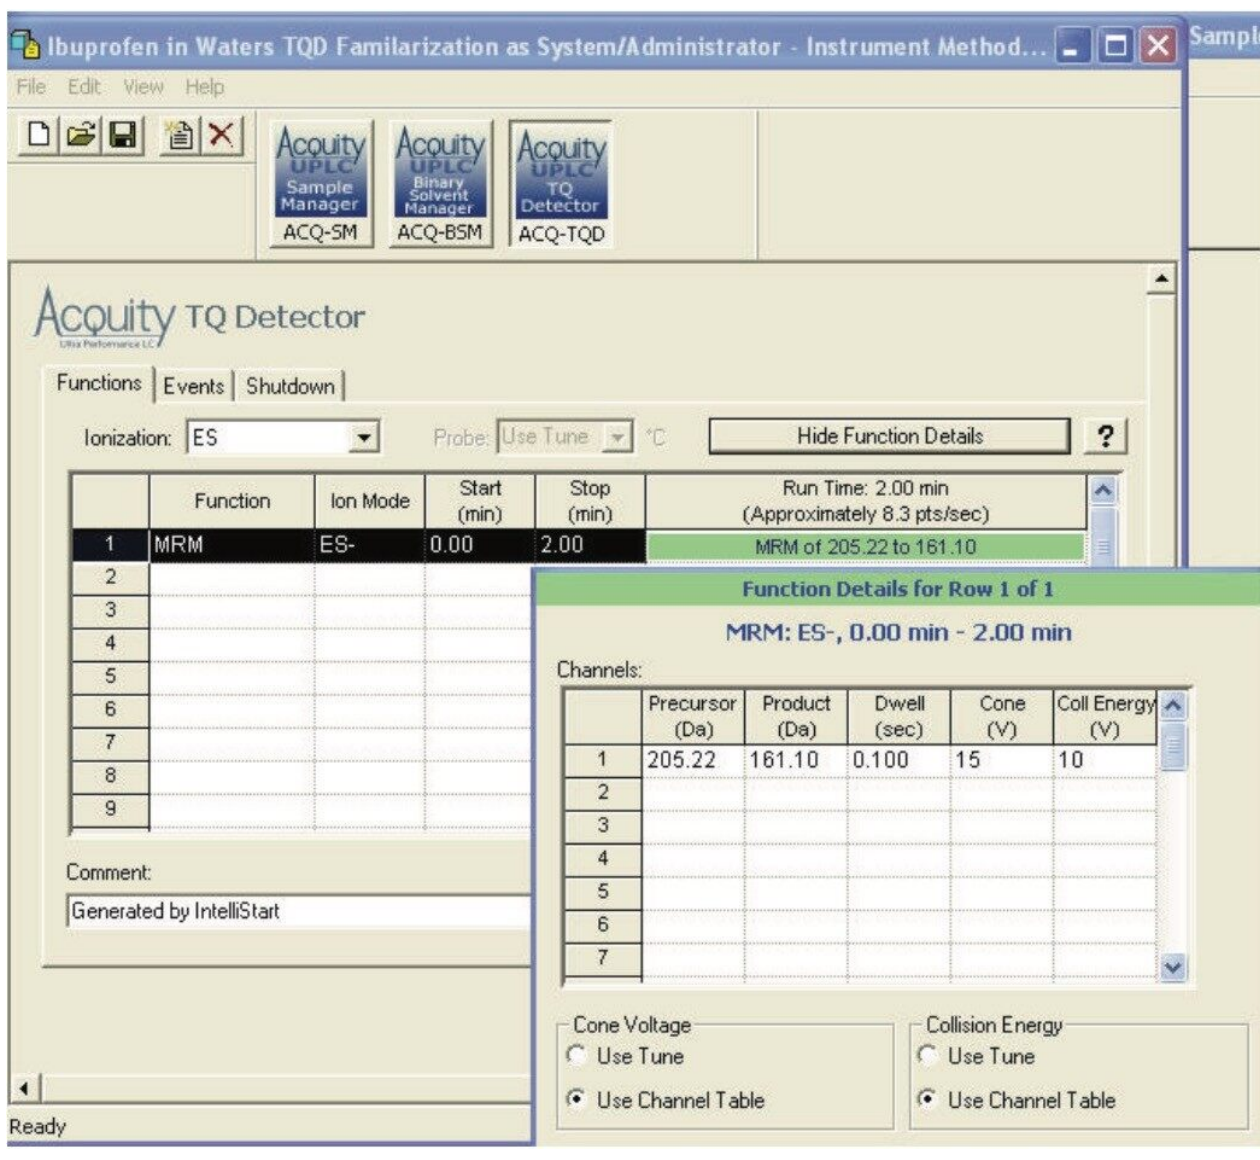 Ibuprofen in Waters TQD Familarization as System/Administrator - Instrument Method...
Sampl
File Edit View Help
Acquity UPLC Sample Manager
ACQ-SM
Acquity UPLC Binary Solvent Manager
ACQ-BSM
Acquity UPLC TQ Detector
ACQ-TQD
Acquity TQ Detector
Ultra Performance LC
Functions Events Shutdown
Ionization: ES Probe: Use Tune °C Hide Function Details ?
Function Ion Mode Start (min) Stop (min) Run Time: 2.00 min (Approximately 8.3 pts/sec)
1 MRM ES- 0.00 2.00 MRM of 205.22 to 161.10
2
3
4
5
6
7
8
9
Comment:
Generated by IntelliStart
Ready
Function Details for Row 1 of 1
MRM: ES-, 0.00 min - 2.00 min
Channels:
Precursor (Da) Product (Da) Dwell (sec) Cone (V) Coll Energy (V)
1 205.22 161.10 0.100 15 10
2
3
4
5
6
7
Cone Voltage
Use Tune
Use Channel Table
Collision Energy
Use Tune
Use Channel Table